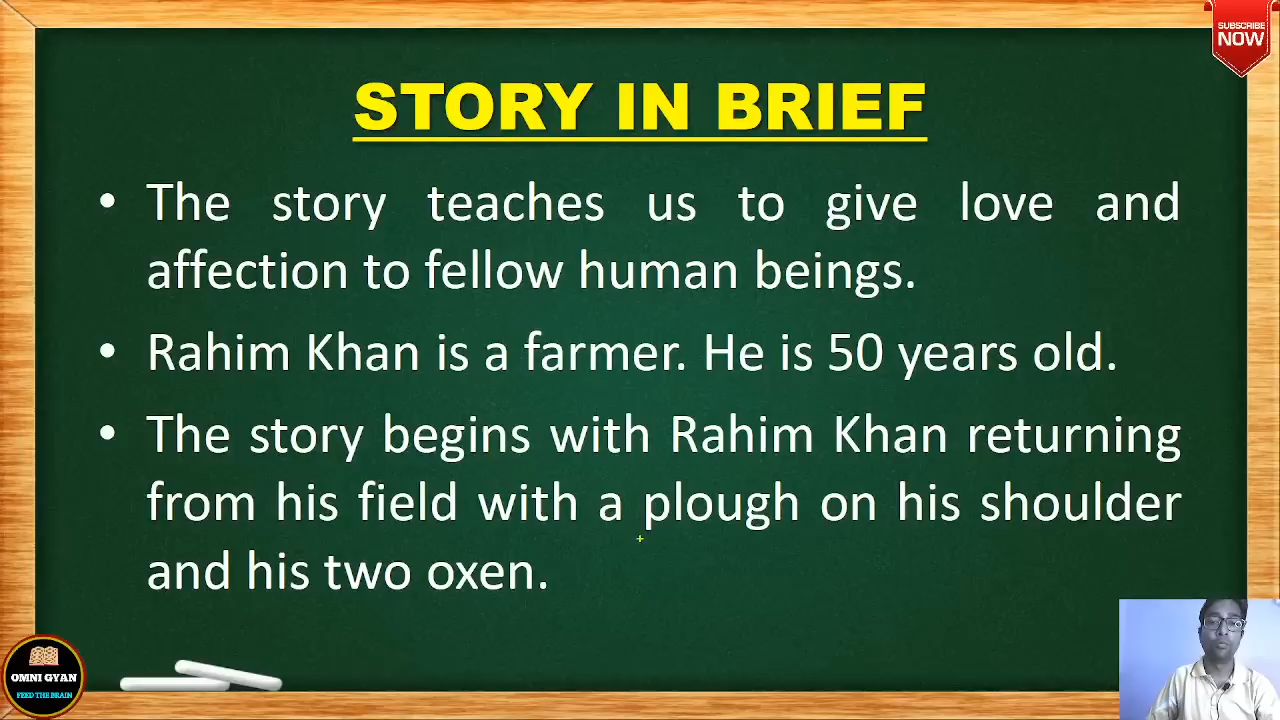 SUBSCRIBE
NOW
STORY IN BRIEF
• The story teaches us to give love and
affection to fellow human beings.
• Rahim Khan is a farmer. He is 50 years old.
• The story begins with Rahim Khan returning
from his field with a plough on his shoulder
and his two oxen.
OMNI GYAN
FEED THE BRAIN